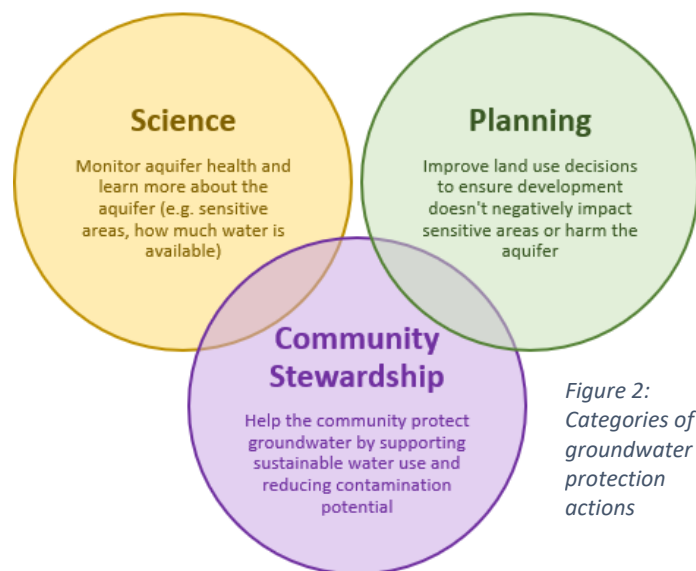 Science
Monitor aquifer health and
learn more about the
aquifer (e.g. sensitive
areas, how much water is
available)
Planning
Improve land use decisions
to ensure development
doesn't negatively impact
sensitive areas or harm the
aquifer
Community
Stewardship
Help the community protect
groundwater by supporting
sustainable water use and
reducing contamination
potential
Figure 2:
Categories of
groundwater
protection
actions